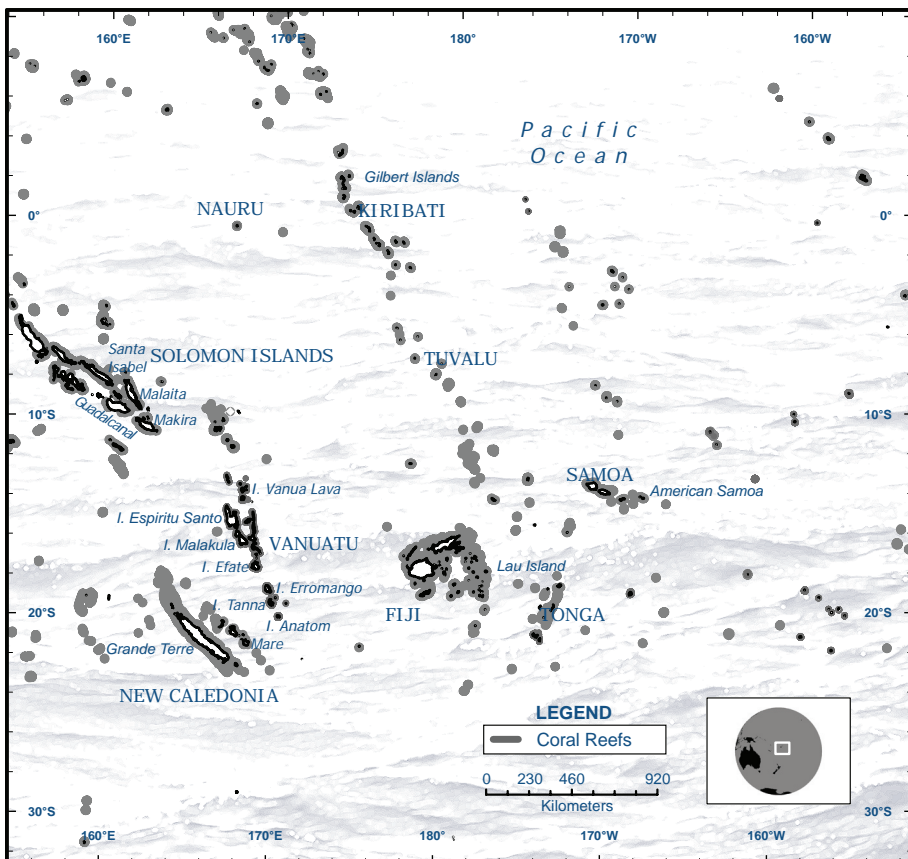 160°E 170°E 180° 170°W 160°W
Pacific
Ocean
Gilbert Islands
NAURU
KIRIBATI
0° 0°
Santa
Isabel
SOLOMON ISLANDS
TUVALU
Malaita
Guadalcanal
Makira
10°S 10°S
SAMOA
American Samoa
I. Vanua Lava
I. Espiritu Santo
I. Malakula
VANUATU
I. Efate
Lau Island
I. Erromango
I. Tanna
20°S 20°S
FIJI
TONGA
I. Anatom
Grande Terre
Mare
NEW CALEDONIA
LEGEND
Coral Reefs
0 230 460 920
Kilometers
30°S 30°S
160°E 170°E 180° 170°W 160°W